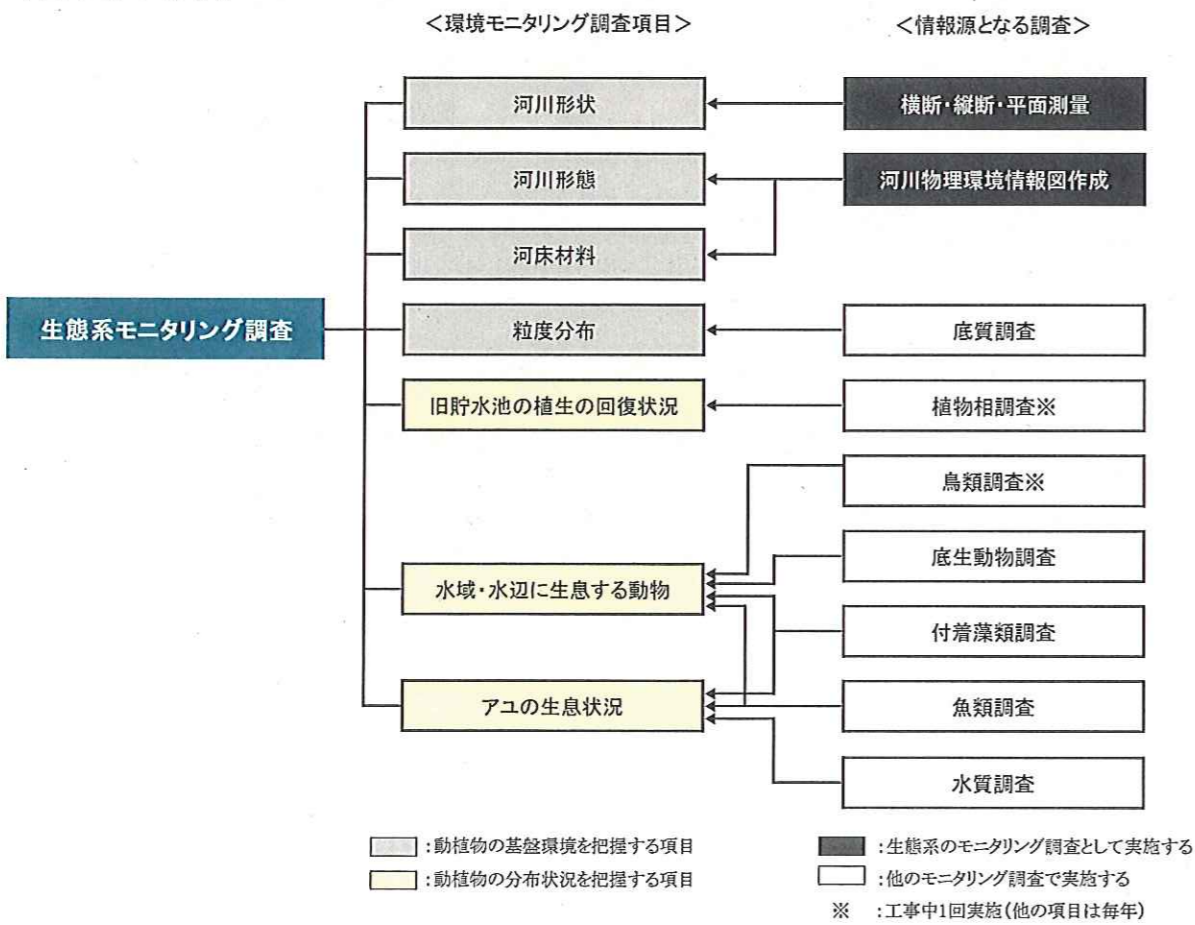 ＜環境モニタリング調査項目＞
＜情報源となる調査＞
河川形状
横断・縦断・平面測量
河川形態
河川物理環境情報図作成
河床材料
生態系モニタリング調査
粒度分布
底質調査
旧貯水池の植生の回復状況
植物相調査※
鳥類調査※
底生動物調査
水域・水辺に生息する動物
付着藻類調査
アユの生息状況
魚類調査
水質調査
：動植物の基盤環境を把握する項目
：動植物の分布状況を把握する項目
：生態系のモニタリング調査として実施する
：他のモニタリング調査で実施する
※ ：工事中1回実施(他の項目は毎年)